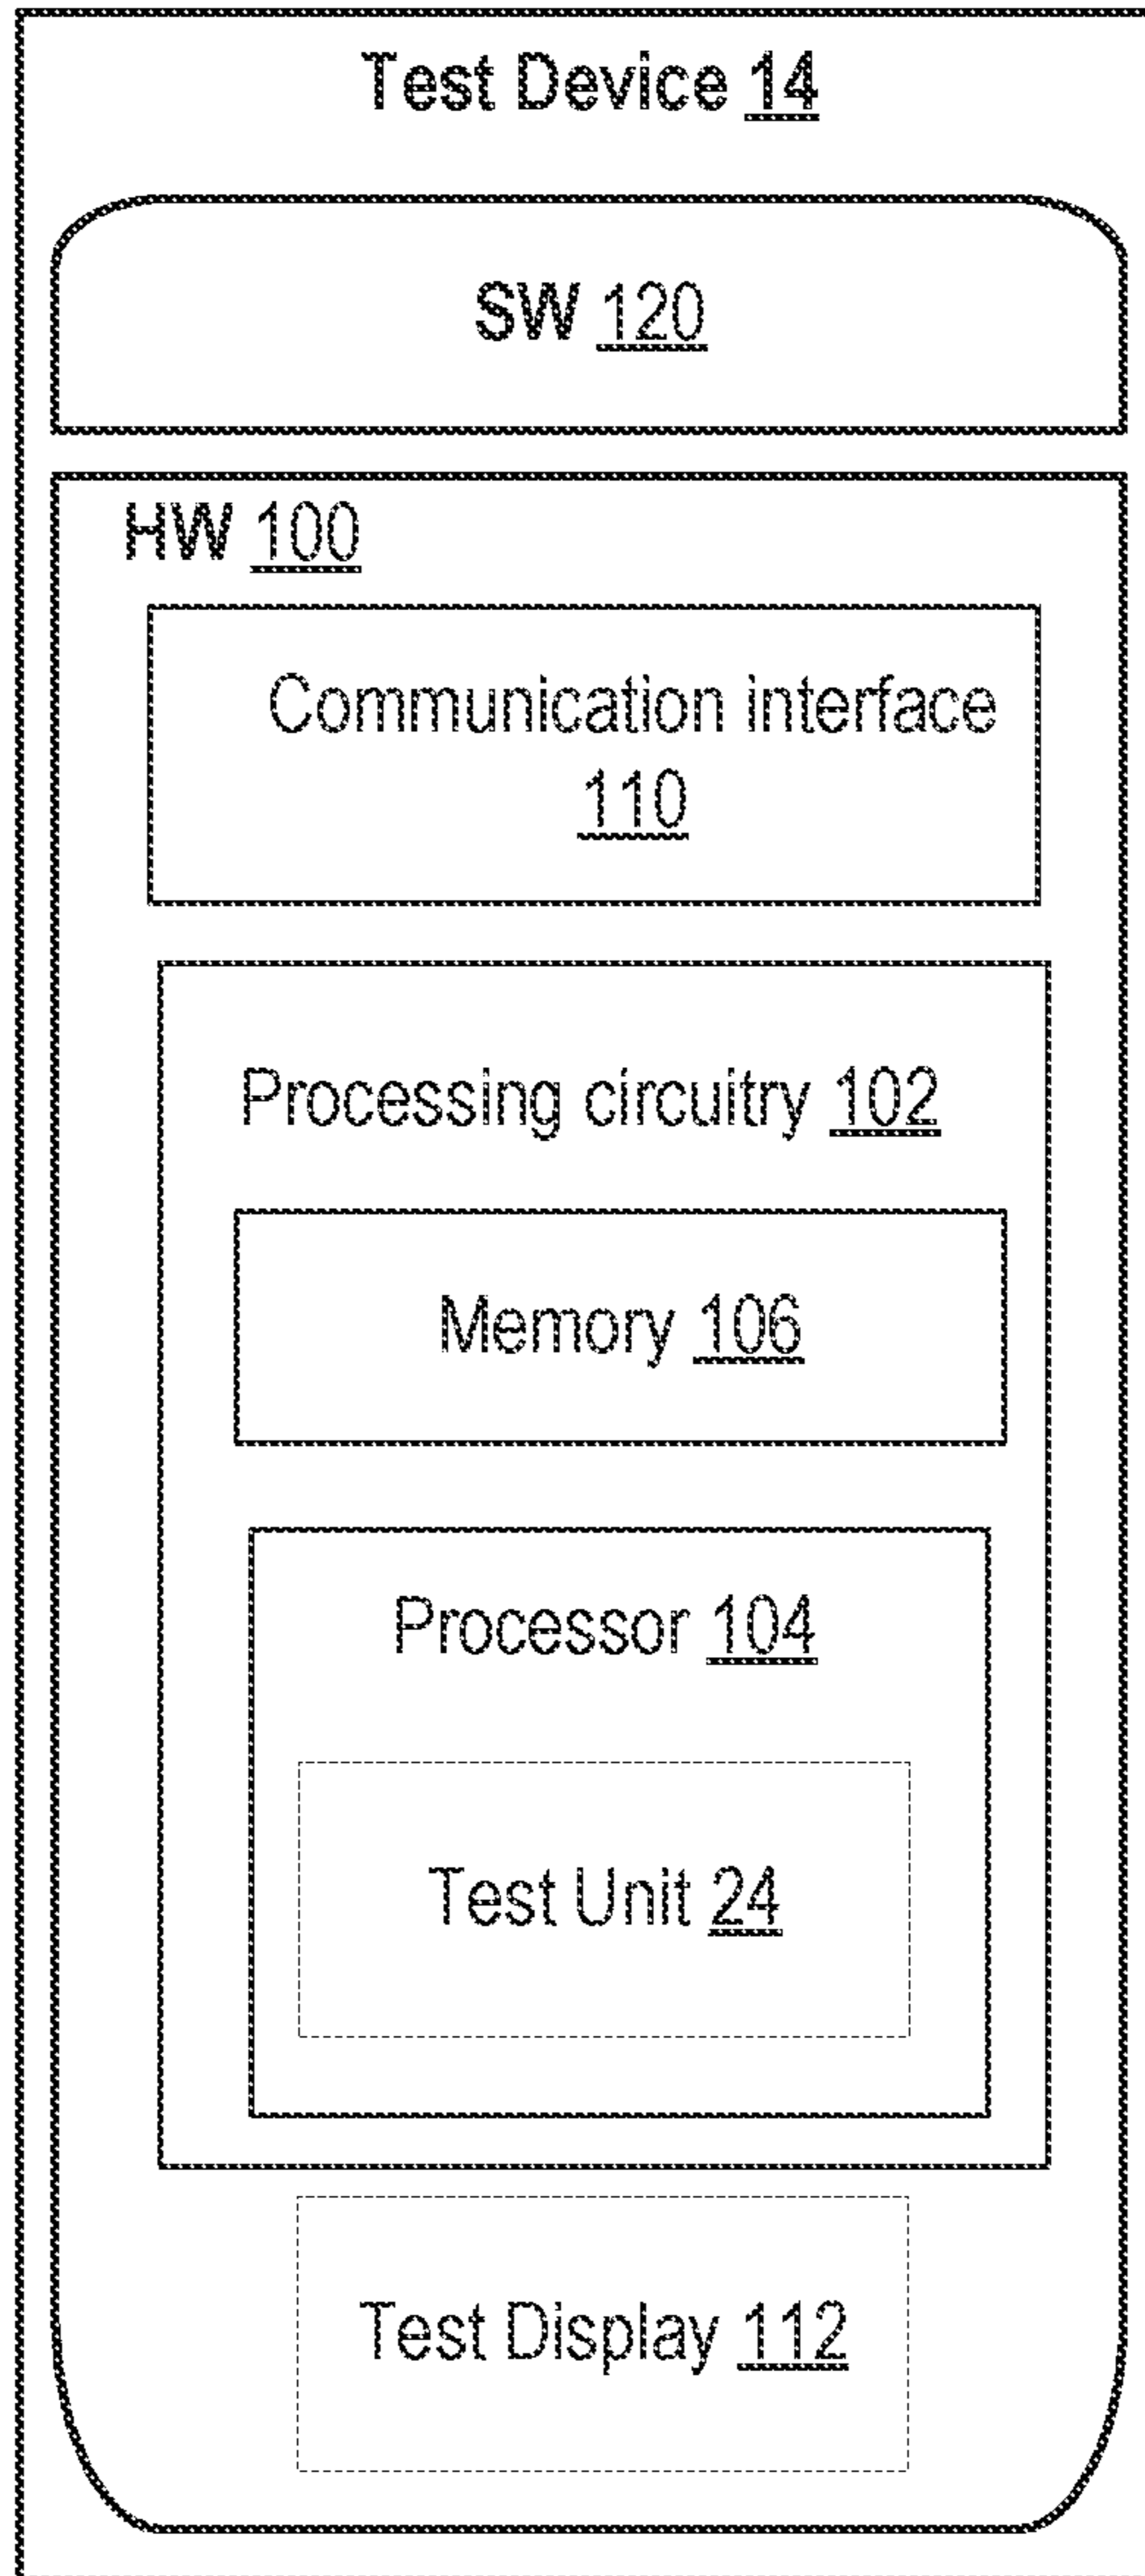 Test Device 14
SW 120
HW 100
Communication interface
110
Processing circuitry 102
Memory 106
Processor 104
Test Unit 24
Test Display 112